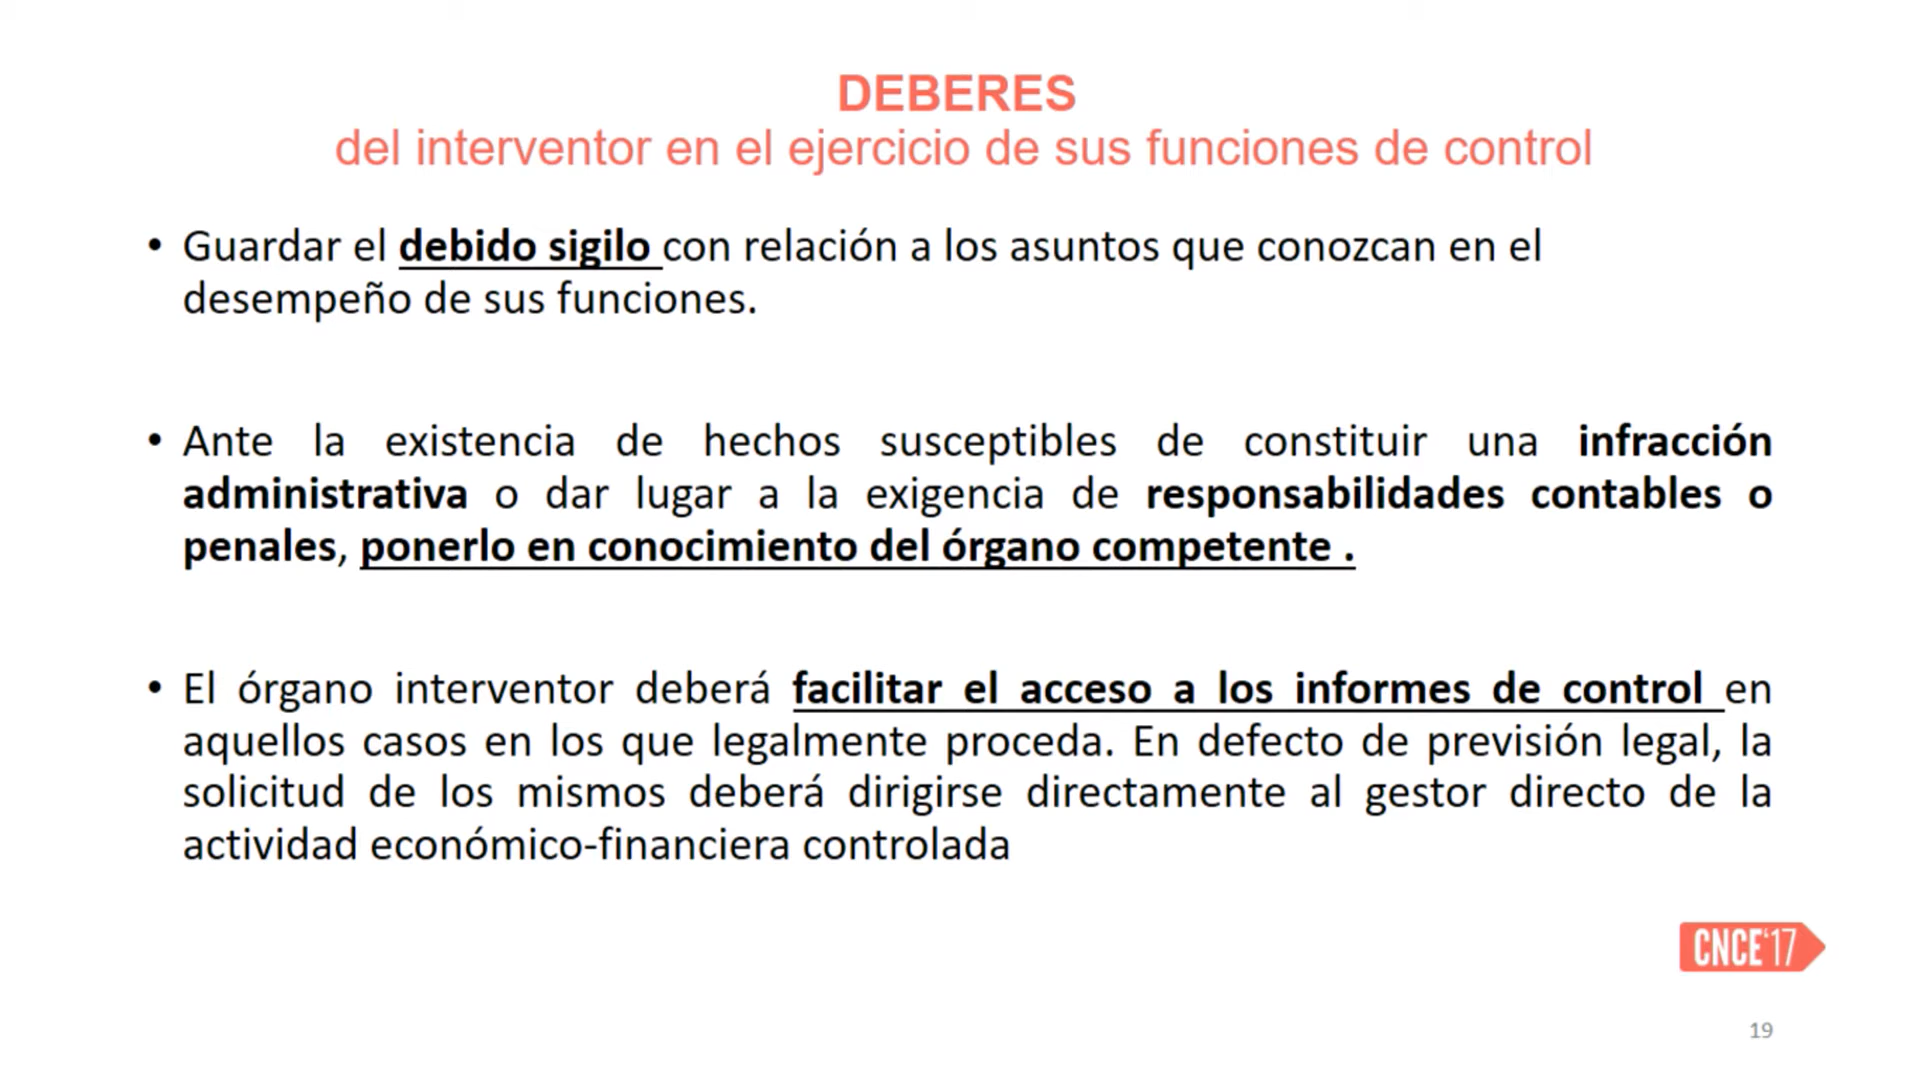 DEBERES
del interventor en el ejercicio de sus funciones de control
• Guardar el debido sigilo con relación a los asuntos que conozcan en el
desempeño de sus funciones.
• Ante la existencia de hechos susceptibles de constituir una infracción
administrativa o dar lugar a la exigencia de responsabilidades contables o
penales, ponerlo en conocimiento del órgano competente .
• El órgano interventor deberá facilitar el acceso a los informes de control en
aquellos casos en los que legalmente proceda. En defecto de previsión legal, la
solicitud de los mismos deberá dirigirse directamente al gestor directo de la
actividad económico-financiera controlada
CNCE'17
19